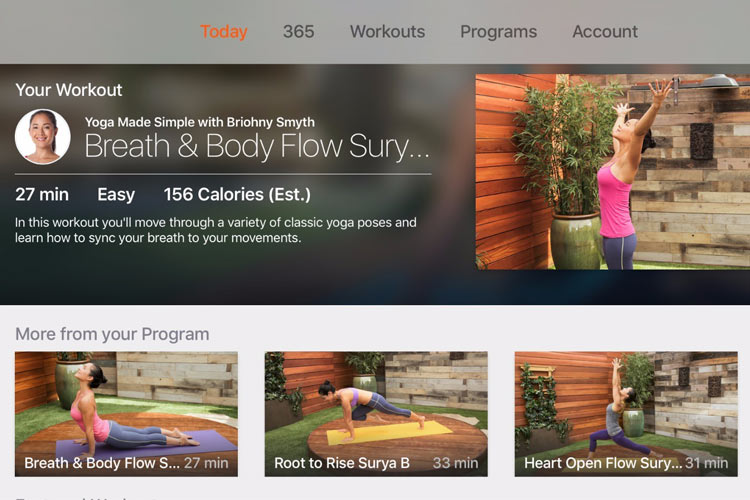 Today 365 Workouts Programs Account
Your Workout
Yoga Made Simple with Briohny Smyth
Breath & Body Flow Sury...
27 min Easy 156 Calories (Est.)
In this workout you'll move through a variety of classic yoga poses and
learn how to sync your breath to your movements.
More from your Program
Breath & Body Flow S... 27 min
Root to Rise Surya B 33 min
Heart Open Flow Sury... 31 min